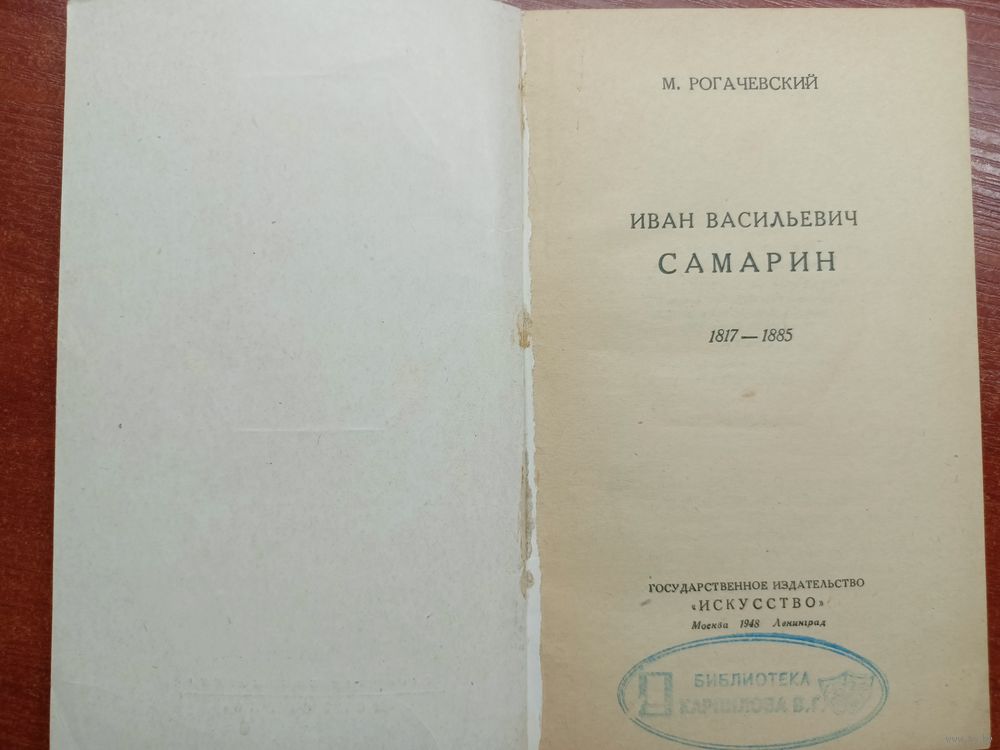 М. РОГАЧЕВСКИЙ
ИВАН ВАСИЛЬЕВИЧ
САМАРИН
1817—1885
ГОСУДАРСТВЕННОЕ ИЗДАТЕЛЬСТВО
«ИСКУССТВО»
Москва 1948 Ленинград
БИБЛИОТЕКА
В.Г.